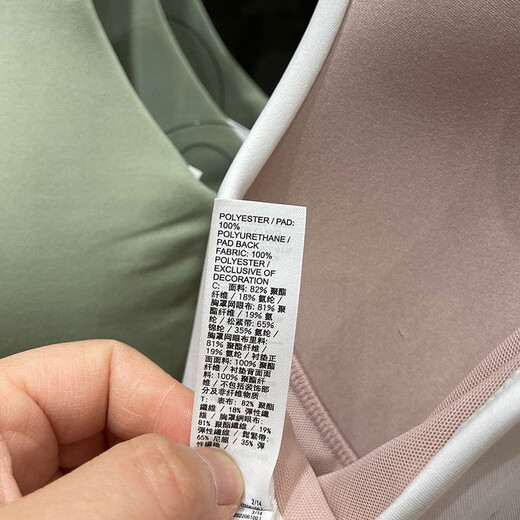 POLYESTER / PAD:
100%
POLYURETHANE /
PAD BACK
FABRIC: 100%
POLYESTER /
EXCLUSIVE OF
DECORATION
C: 面料: 82% 聚酯
纤维 / 18% 氨纶 /
胸罩网眼布: 81% 聚
酯纤维 / 19% 氨
纶 / 松紧带: 65%
锦纶 / 35% 氨纶
胸罩网眼布里料:
81% 聚酯纤维 /
19% 氨纶 / 衬垫正
面面料: 100% 聚酯
纤维 / 衬垫背面面
料: 100% 聚酯纤
维 / 不包括装饰部
分及非纤维物质
T: 表布: 82% 聚酯
纖維 / 18% 彈性纖
維 / 胸罩網眼布:
81% 聚酯纖維 / 19%
彈性纖維 / 鬆緊帶:
65% 尼龍 / 35% 彈
性纖維 /
2/14
3/14